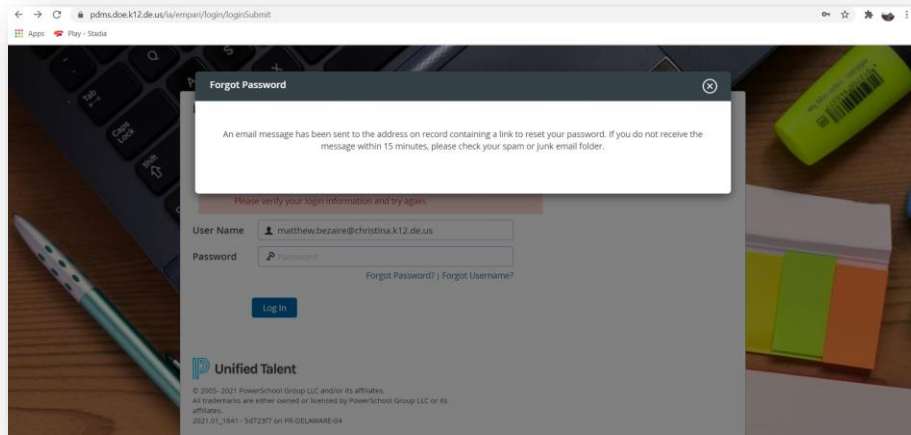 pdms.doe.k12.de.us/ia/empari/login/loginSubmit
Apps Play - Stadia
Forgot Password
An email message has been sent to the address on record containing a link to reset your password. If you do not receive the
message within 15 minutes, please check your spam or junk email folder.
Please verify your login information and try again.
User Name matthew.bezaire@christina.k12.de.us
Password Password
Forgot Password? | Forgot Username?
Log In
Unified Talent
© 2005- 2021 PowerSchool Group LLC and/or its affiliates.
All trademarks are either owned or licensed by PowerSchool Group LLC or its
affiliates.
2021.01_1841 - 5d723f7 on PR-DELAWARE-04
Tab
Caps
Lock
Shift
Q
A
S
X